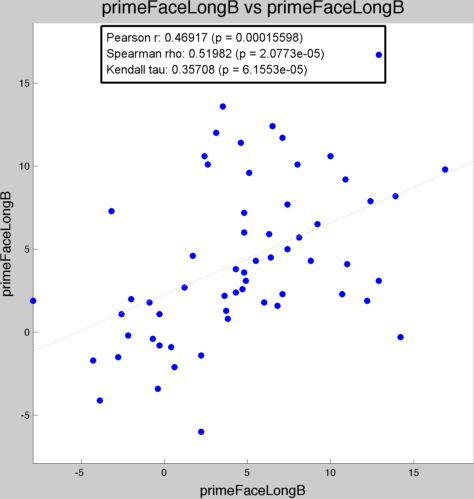 primeFaceLongB vs primeFaceLongB
Pearson r: 0.46917 (p = 0.00015598)
Spearman rho: 0.51982 (p = 2.0773e-05)
Kendall tau: 0.35708 (p = 6.1553e-05)
15
10
5
0
-5
primeFaceLongB
-5 0 5 10 15
primeFaceLongB